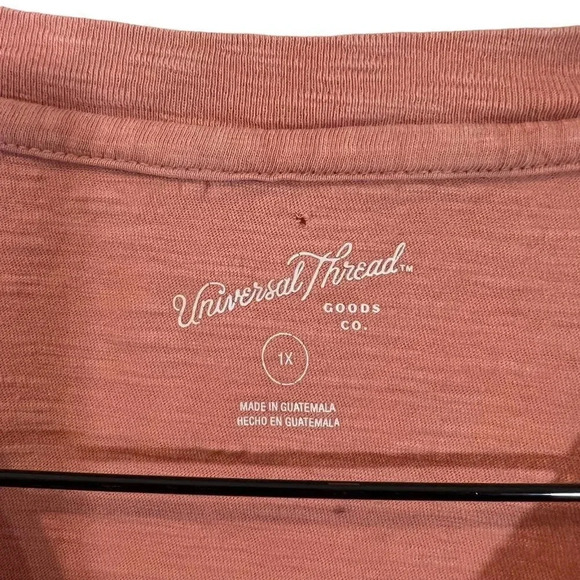 Universal Thread™
GOODS
CO.
1X
MADE IN GUATEMALA
HECHO EN GUATEMALA